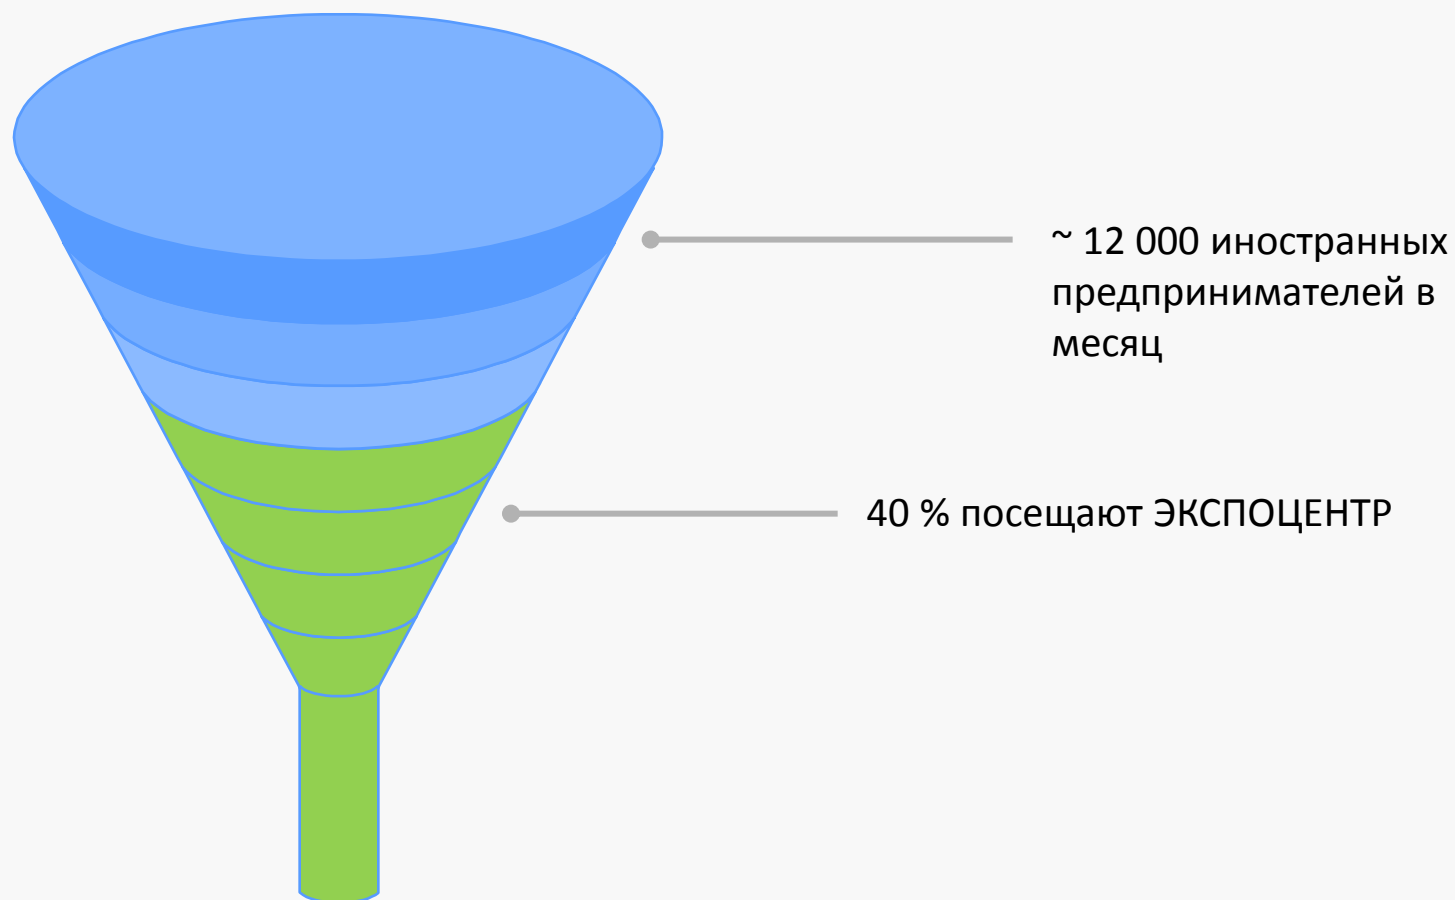 ~ 12 000 иностранных
предпринимателей в
месяц
40 % посещают ЭКСПОЦЕНТР